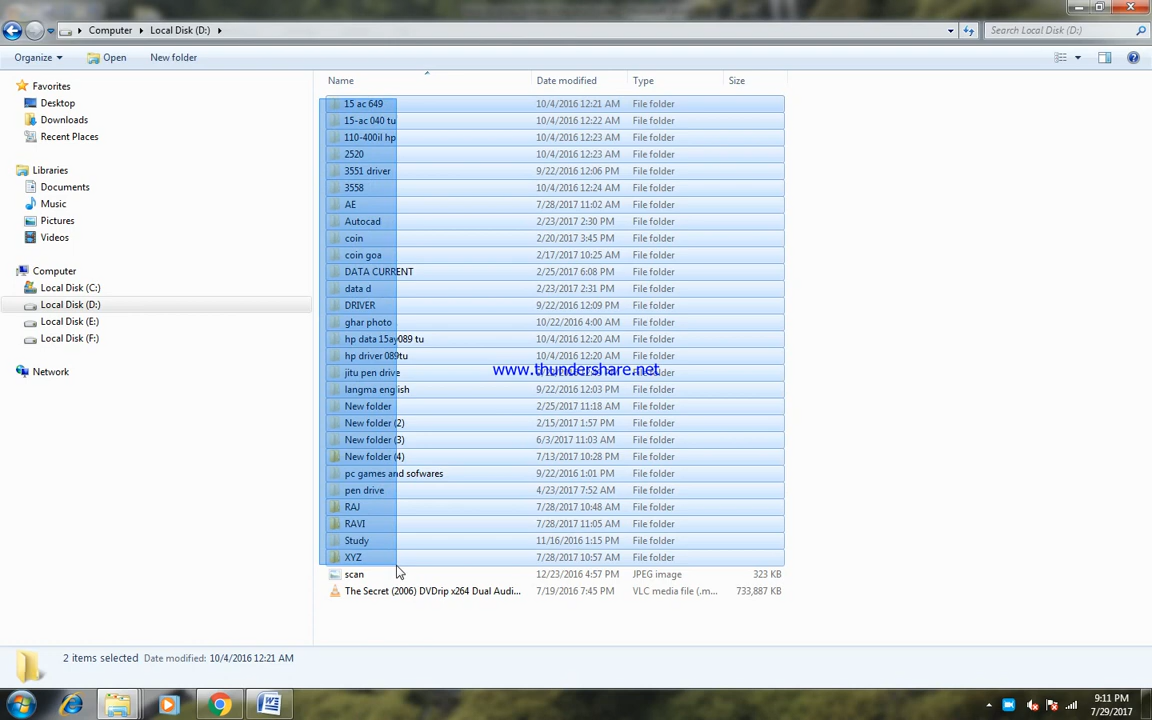 Computer Local Disk (D:)
Search Local Disk (D:)
Organize Open New folder
Name Date modified Type Size
Favorites
Desktop
Downloads
Recent Places
Libraries
Documents
Music
Pictures
Videos
Computer
Local Disk (C:)
Local Disk (D:)
Local Disk (E:)
Local Disk (F:)
Network
15 ac 649 10/4/2016 12:21 AM File folder
15-ac 040 tu 10/4/2016 12:22 AM File folder
110-400il hp 10/4/2016 12:23 AM File folder
2520 10/4/2016 12:23 AM File folder
3551 driver 9/22/2016 12:06 PM File folder
3558 10/4/2016 12:24 AM File folder
AE 7/28/2017 11:02 AM File folder
Autocad 2/23/2017 2:30 PM File folder
coin 2/20/2017 3:45 PM File folder
coin goa 2/17/2017 10:25 AM File folder
DATA CURRENT 2/25/2017 6:08 PM File folder
data d 2/23/2017 2:31 PM File folder
DRIVER 9/22/2016 12:09 PM File folder
ghar photo 10/22/2016 4:00 AM File folder
hp data 15ay089 tu 10/4/2016 12:20 AM File folder
hp driver 089tu 10/4/2016 12:20 AM File folder
jitu pen drive File folder
www.thundershare.net
langma english 9/22/2016 12:03 PM File folder
New folder 2/25/2017 11:18 AM File folder
New folder (2) 2/15/2017 1:57 PM File folder
New folder (3) 6/3/2017 11:03 AM File folder
New folder (4) 7/13/2017 10:28 PM File folder
pc games and sofwares 9/22/2016 1:01 PM File folder
pen drive 4/23/2017 7:52 AM File folder
RAJ 7/28/2017 10:48 AM File folder
RAVI 7/28/2017 11:05 AM File folder
Study 11/16/2016 1:15 PM File folder
XYZ 7/28/2017 10:57 AM File folder
scan 12/23/2016 4:57 PM JPEG image 323 KB
The Secret (2006) DVDrip x264 Dual Audi... 7/19/2016 7:45 PM VLC media file (.m... 733,887 KB
2 items selected Date modified: 10/4/2016 12:21 AM
9:11 PM
7/29/2017